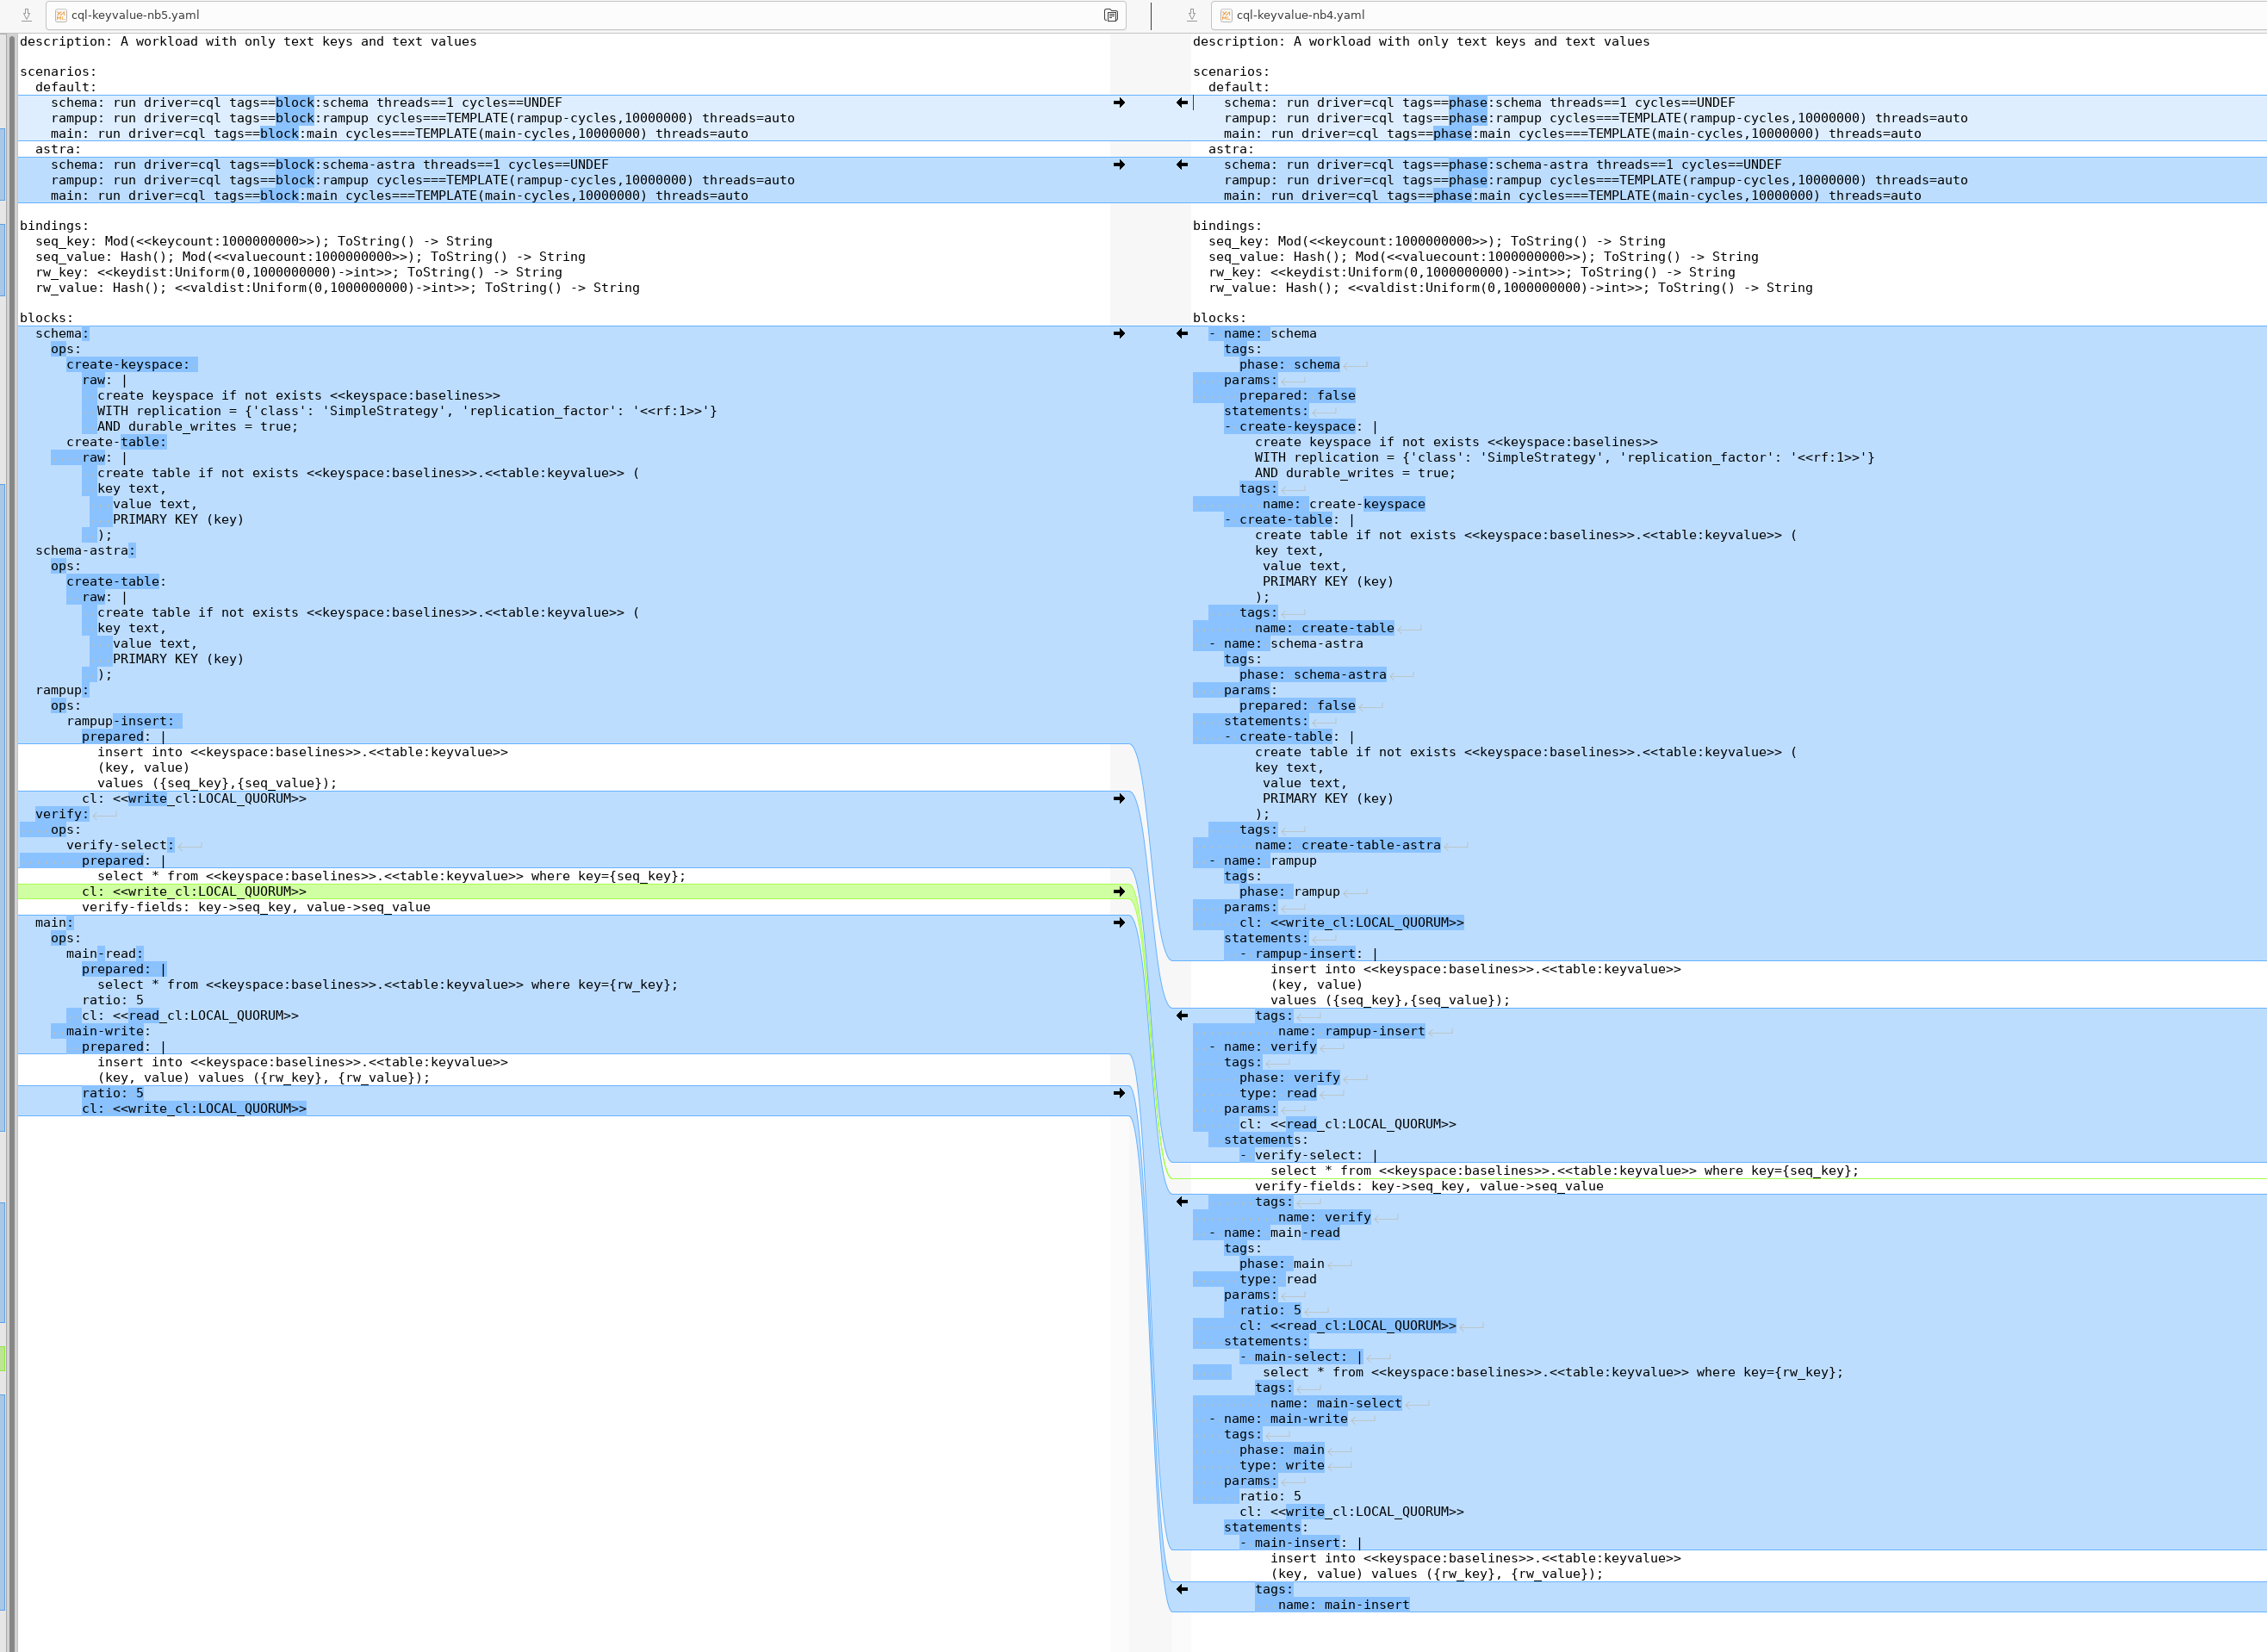 cql-keyvalue-nb5.yaml
description: A workload with only text keys and text values
scenarios:
  default:
    schema: run driver=cql tags==block:schema threads==1 cycles==UNDEF
    rampup: run driver=cql tags==block:rampup cycles===TEMPLATE(rampup-cycles,10000000) threads=auto
    main: run driver=cql tags==block:main cycles===TEMPLATE(main-cycles,10000000) threads=auto
  astra:
    schema: run driver=cql tags==block:schema-astra threads==1 cycles==UNDEF
    rampup: run driver=cql tags==block:rampup cycles===TEMPLATE(rampup-cycles,10000000) threads=auto
    main: run driver=cql tags==block:main cycles===TEMPLATE(main-cycles,10000000) threads=auto
bindings:
  seq_key: Mod(<<keycount:1000000000>>); ToString() -> String
  seq_value: Hash(); Mod(<<valuecount:1000000000>>); ToString() -> String
  rw_key: <<keydist:Uniform(0,1000000000)->int>>; ToString() -> String
  rw_value: Hash(); <<valdist:Uniform(0,1000000000)->int>>; ToString() -> String
blocks:
  schema:
    ops:
      create-keyspace:
        raw: |
          create keyspace if not exists <<keyspace:baselines>>
          WITH replication = {'class': 'SimpleStrategy', 'replication_factor': '<<rf:1>>'}
          AND durable_writes = true;
      create-table:
        raw: |
          create table if not exists <<keyspace:baselines>>.<<table:keyvalue>> (
          key text,
            value text,
            PRIMARY KEY (key)
          );
  schema-astra:
    ops:
      create-table:
        raw: |
          create table if not exists <<keyspace:baselines>>.<<table:keyvalue>> (
          key text,
            value text,
            PRIMARY KEY (key)
          );
  rampup:
    ops:
      rampup-insert:
        prepared: |
          insert into <<keyspace:baselines>>.<<table:keyvalue>>
          (key, value)
          values ({seq_key},{seq_value});
        cl: <<write_cl:LOCAL_QUORUM>>
  verify:
    ops:
      verify-select:
        prepared: |
          select * from <<keyspace:baselines>>.<<table:keyvalue>> where key={seq_key};
        cl: <<write_cl:LOCAL_QUORUM>>
        verify-fields: key->seq_key, value->seq_value
  main:
    ops:
      main-read:
        prepared: |
          select * from <<keyspace:baselines>>.<<table:keyvalue>> where key={rw_key};
        ratio: 5
        cl: <<read_cl:LOCAL_QUORUM>>
      main-write:
        prepared: |
          insert into <<keyspace:baselines>>.<<table:keyvalue>>
          (key, value) values ({rw_key}, {rw_value});
        ratio: 5
        cl: <<write_cl:LOCAL_QUORUM>>
cql-keyvalue-nb4.yaml
description: A workload with only text keys and text values
scenarios:
  default:
    schema: run driver=cql tags==phase:schema threads==1 cycles==UNDEF
    rampup: run driver=cql tags==phase:rampup cycles===TEMPLATE(rampup-cycles,10000000) threads=auto
    main: run driver=cql tags==phase:main cycles===TEMPLATE(main-cycles,10000000) threads=auto
  astra:
    schema: run driver=cql tags==phase:schema-astra threads==1 cycles==UNDEF
    rampup: run driver=cql tags==phase:rampup cycles===TEMPLATE(rampup-cycles,10000000) threads=auto
    main: run driver=cql tags==phase:main cycles===TEMPLATE(main-cycles,10000000) threads=auto
bindings:
  seq_key: Mod(<<keycount:1000000000>>); ToString() -> String
  seq_value: Hash(); Mod(<<valuecount:1000000000>>); ToString() -> String
  rw_key: <<keydist:Uniform(0,1000000000)->int>>; ToString() -> String
  rw_value: Hash(); <<valdist:Uniform(0,1000000000)->int>>; ToString() -> String
blocks:
  - name: schema
    tags:
      phase: schema
    params:
      prepared: false
    statements:
    - create-keyspace: |
        create keyspace if not exists <<keyspace:baselines>>
        WITH replication = {'class': 'SimpleStrategy', 'replication_factor': '<<rf:1>>'}
        AND durable_writes = true;
      tags:
         name: create-keyspace
    - create-table: |
        create table if not exists <<keyspace:baselines>>.<<table:keyvalue>> (
        key text,
         value text,
         PRIMARY KEY (key)
        );
      tags:
        name: create-table
  - name: schema-astra
    tags:
      phase: schema-astra
    params:
      prepared: false
    statements:
    - create-table: |
        create table if not exists <<keyspace:baselines>>.<<table:keyvalue>> (
        key text,
         value text,
         PRIMARY KEY (key)
        );
      tags:
        name: create-table-astra
  - name: rampup
    tags:
      phase: rampup
    params:
      cl: <<write_cl:LOCAL_QUORUM>>
    statements:
      - rampup-insert: |
          insert into <<keyspace:baselines>>.<<table:keyvalue>>
          (key, value)
          values ({seq_key},{seq_value});
        tags:
           name: rampup-insert
  - name: verify
    tags:
      phase: verify
      type: read
    params:
      cl: <<read_cl:LOCAL_QUORUM>>
    statements:
      - verify-select: |
          select * from <<keyspace:baselines>>.<<table:keyvalue>> where key={seq_key};
        verify-fields: key->seq_key, value->seq_value
        tags:
           name: verify
  - name: main-read
    tags:
      phase: main
      type: read
    params:
      ratio: 5
      cl: <<read_cl:LOCAL_QUORUM>>
    statements:
      - main-select: |
         select * from <<keyspace:baselines>>.<<table:keyvalue>> where key={rw_key};
        tags:
          name: main-select
  - name: main-write
    tags:
      phase: main
      type: write
    params:
      ratio: 5
      cl: <<write_cl:LOCAL_QUORUM>>
    statements:
      - main-insert: |
          insert into <<keyspace:baselines>>.<<table:keyvalue>>
          (key, value) values ({rw_key}, {rw_value});
        tags:
           name: main-insert